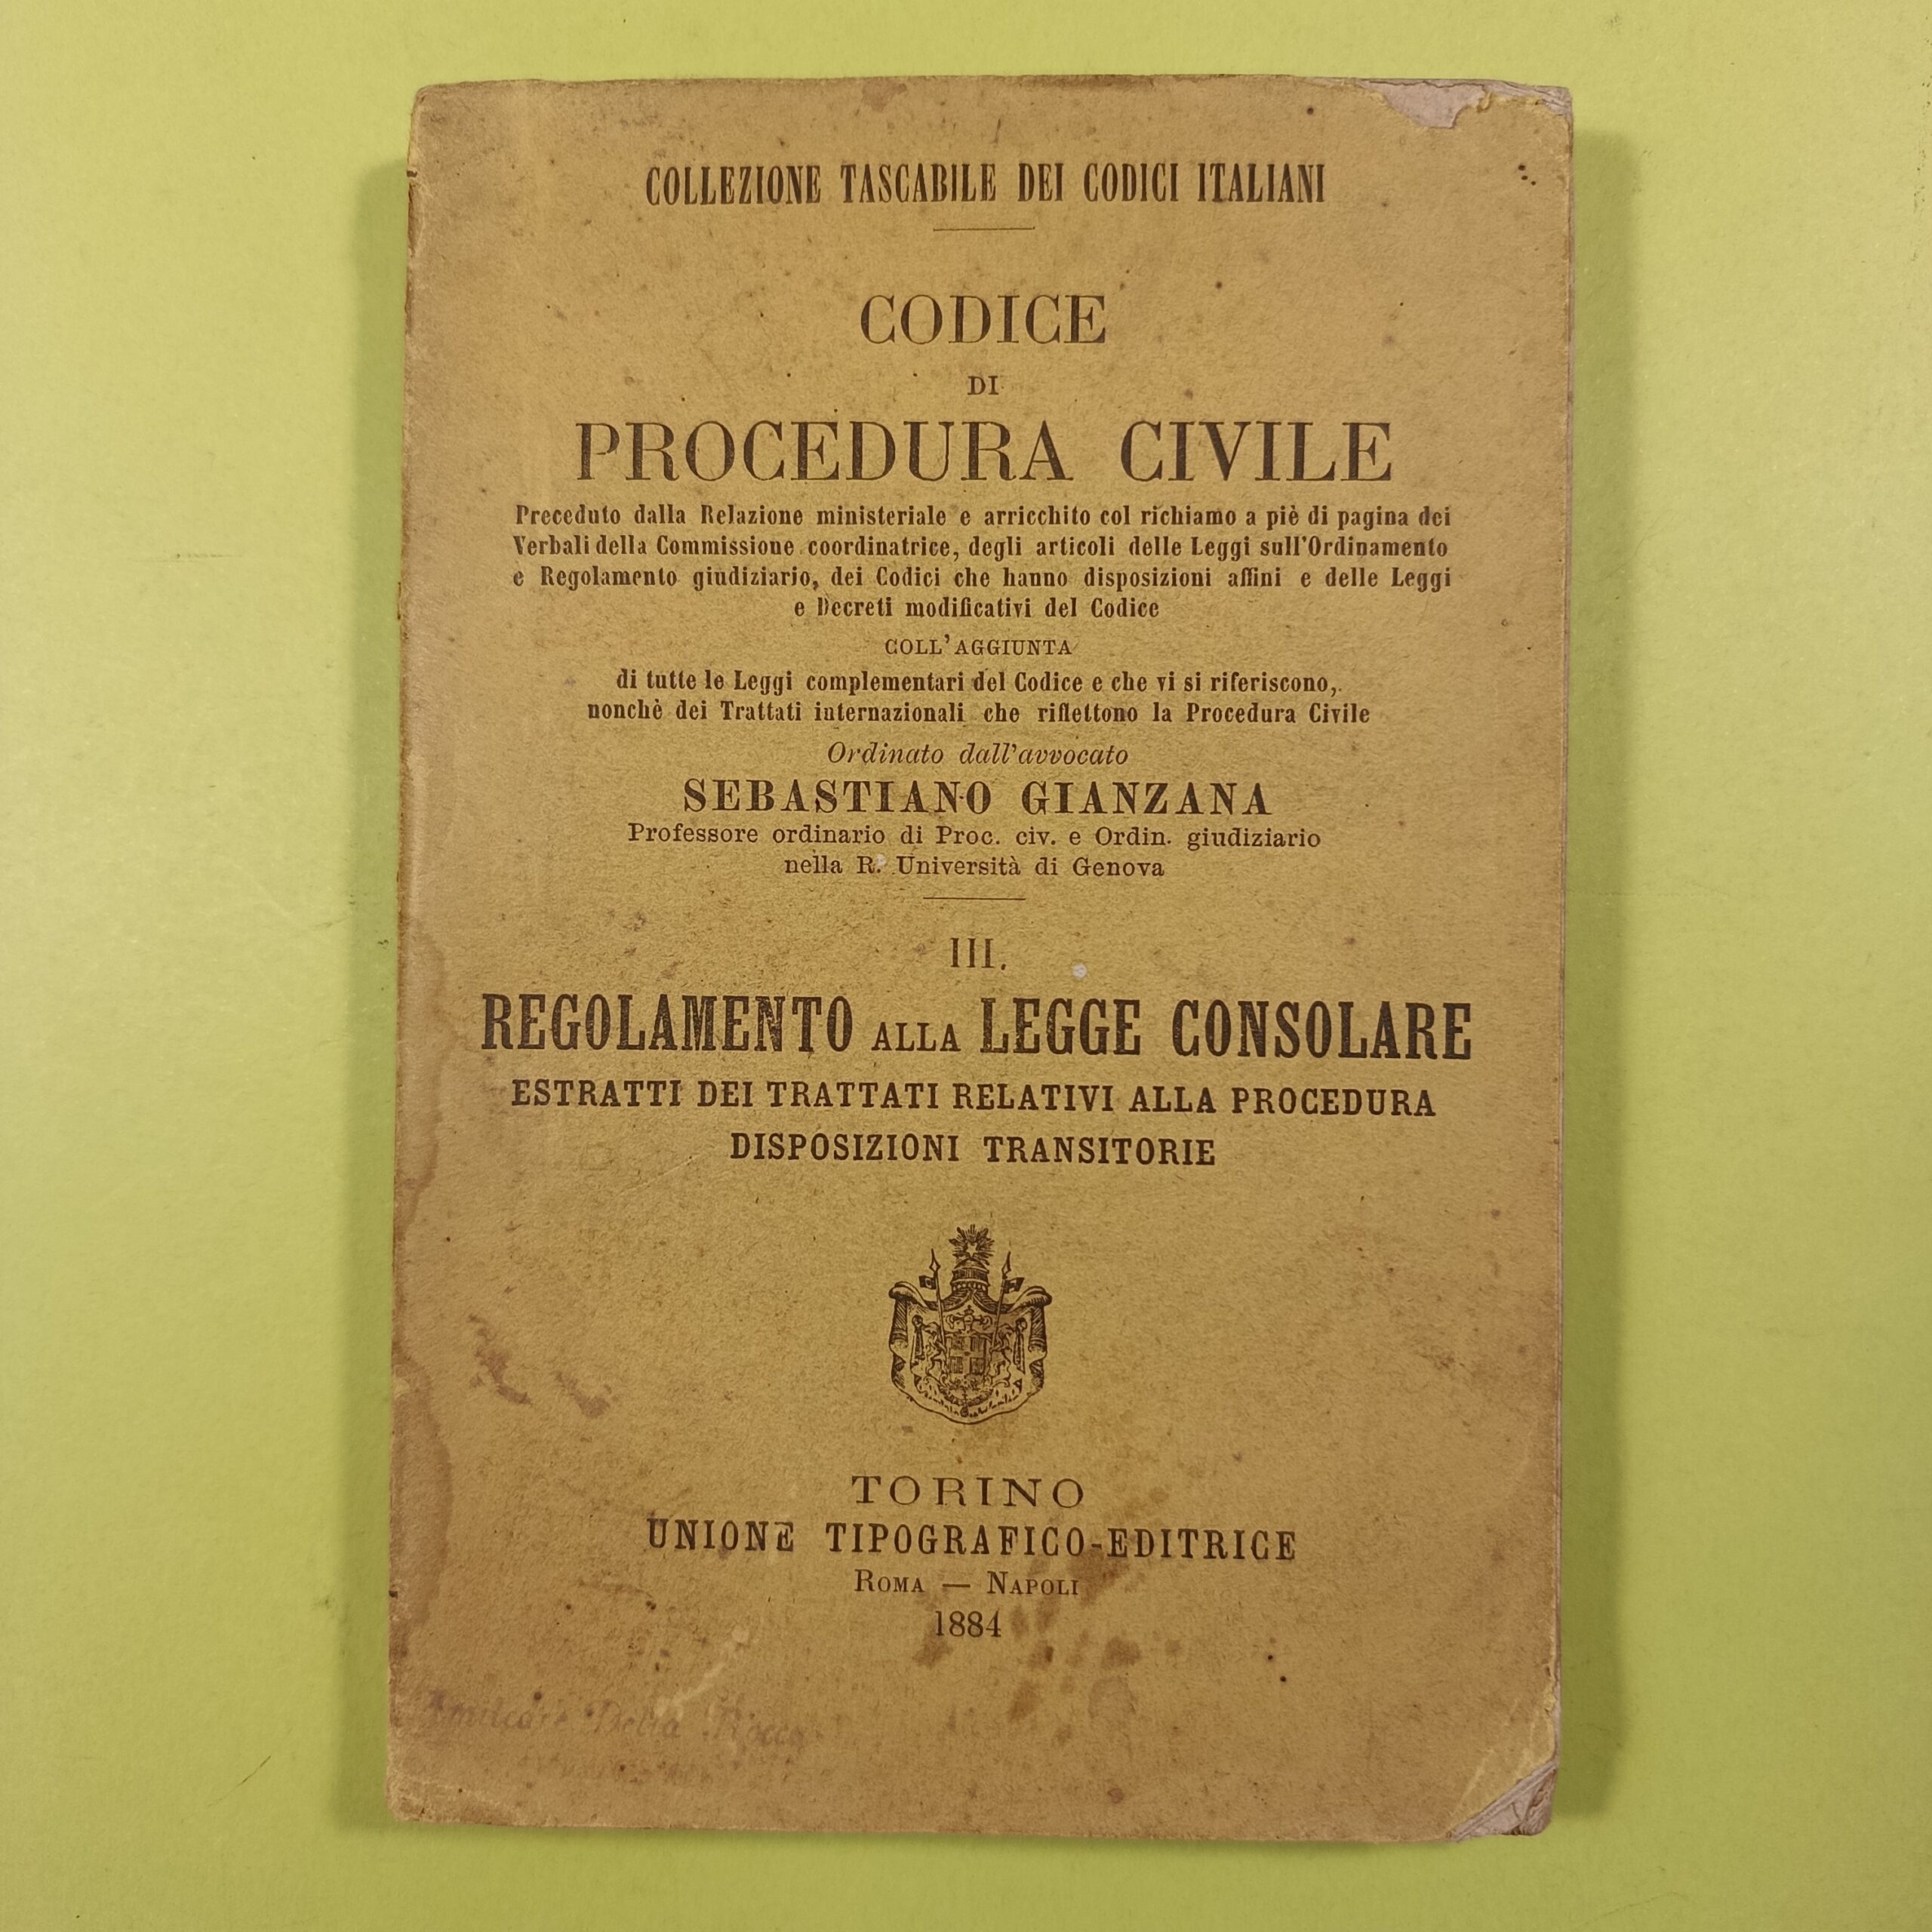 COLLEZIONE TASCABILE DEI CODICI ITALIANI
CODICE
DI
PROCEDURA CIVILE
Preceduto dalla Relazione ministeriale e arricchito col richiamo a piè di pagina dei
Verbali della Commissione coordinatrice, degli articoli delle Leggi sull'Ordinamento
e Regolamento giudiziario, dei Codici che hanno disposizioni affini e delle Leggi
e Decreti modificativi del Codice
COLL'AGGIUNTA
di tutte le Leggi complementari del Codice e che vi si riferiscono,
nonchè dei Trattati internazionali che riflettono la Procedura Civile
Ordinato dall'avvocato
SEBASTIANO GIANZANA
Professore ordinario di Proc. civ. e Ordin. giudiziario
nella R. Università di Genova
III.
REGOLAMENTO ALLA LEGGE CONSOLARE
ESTRATTI DEI TRATTATI RELATIVI ALLA PROCEDURA
DISPOSIZIONI TRANSITORIE
TORINO
UNIONE TIPOGRAFICO-EDITRICE
ROMA — NAPOLI
1884
Amilcare Della Rocca